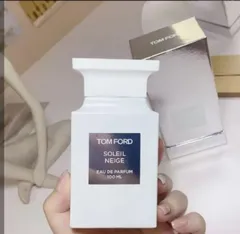 TOM FORD
TOM FORD
SOLEIL
NEIGE
EAU DE PARFUM
100 ML